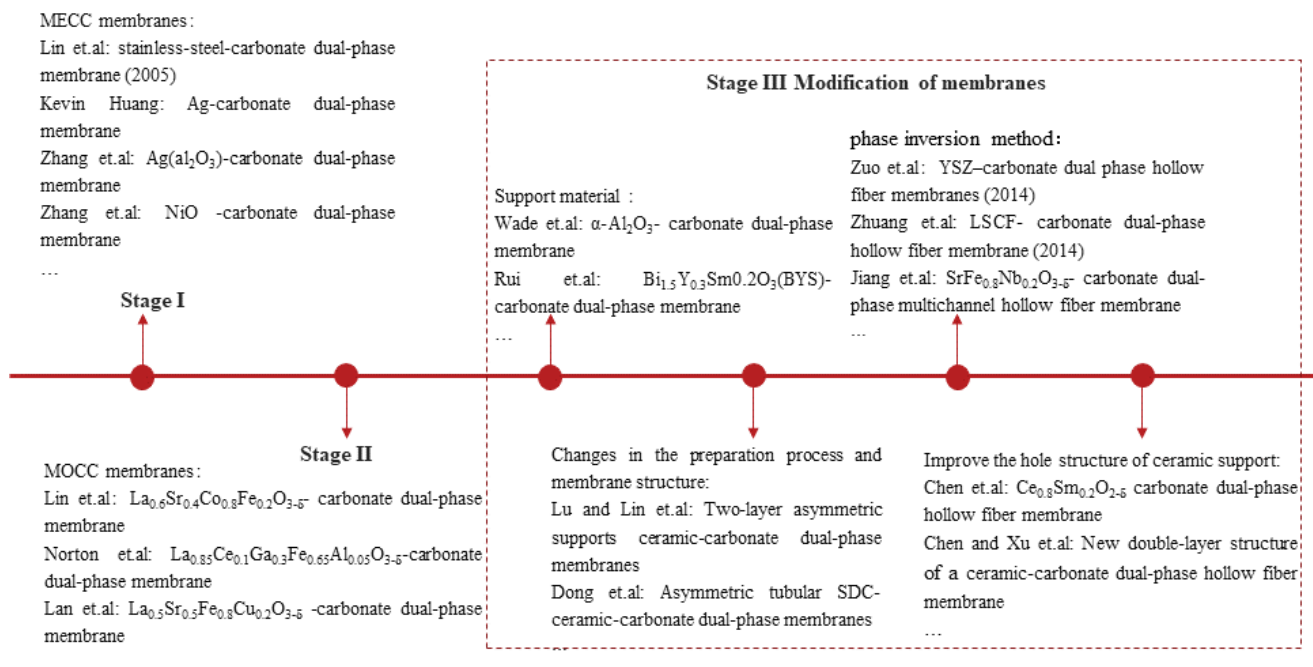 MECC membranes:
Lin et.al: stainless-steel-carbonate dual-phase
membrane (2005)
Kevin Huang: Ag-carbonate dual-phase
membrane
Zhang et.al: Ag(al₂O₃)-carbonate dual-phase
membrane
Zhang et.al: NiO -carbonate dual-phase
membrane
…
Stage I
Stage II
MOCC membranes:
Lin et.al: La₀.₆Sr₀.₄Co₀.₈Fe₀.₂O₃₋δ- carbonate dual-phase
membrane
Norton et.al: La₀.₈₅Ce₀.₁Ga₀.₃Fe₀.₆₅Al₀.₀₅O₃₋δ-carbonate
dual-phase membrane
Lan et.al: La₀.₅Sr₀.₅Fe₀.₈Cu₀.₂O₃₋δ -carbonate dual-phase
membrane
Stage III Modification of membranes
Support material :
Wade et.al: α-Al₂O₃- carbonate dual-phase
membrane
Rui et.al: Bi₁.₅Y₀.₃Sm0.2O₃(BYS)-
carbonate dual-phase membrane
…
Changes in the preparation process and
membrane structure:
Lu and Lin et.al: Two-layer asymmetric
supports ceramic-carbonate dual-phase
membranes
Dong et.al: Asymmetric tubular SDC-
ceramic-carbonate dual-phase membranes
phase inversion method:
Zuo et.al: YSZ–carbonate dual phase hollow
fiber membranes (2014)
Zhuang et.al: LSCF- carbonate dual-phase
hollow fiber membrane (2014)
Jiang et.al: SrFe₀.₈Nb₀.₂O₃₋δ- carbonate dual-
phase multichannel hollow fiber membrane
…
Improve the hole structure of ceramic support:
Chen et.al: Ce₀.₈Sm₀.₂O₂₋δ carbonate dual-phase
hollow fiber membrane
Chen and Xu et.al: New double-layer structure
of a ceramic-carbonate dual-phase hollow fiber
membrane
…